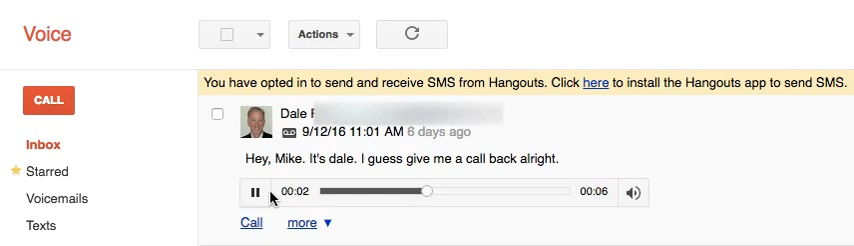 Voice
Actions
You have opted in to send and receive SMS from Hangouts. Click here to install the Hangouts app to send SMS.
CALL
Dale
9/12/16 11:01 AM 6 days ago
Inbox
Hey, Mike. It's dale. I guess give me a call back alright.
Starred
00:02 00:06
Voicemails
Call more
Texts